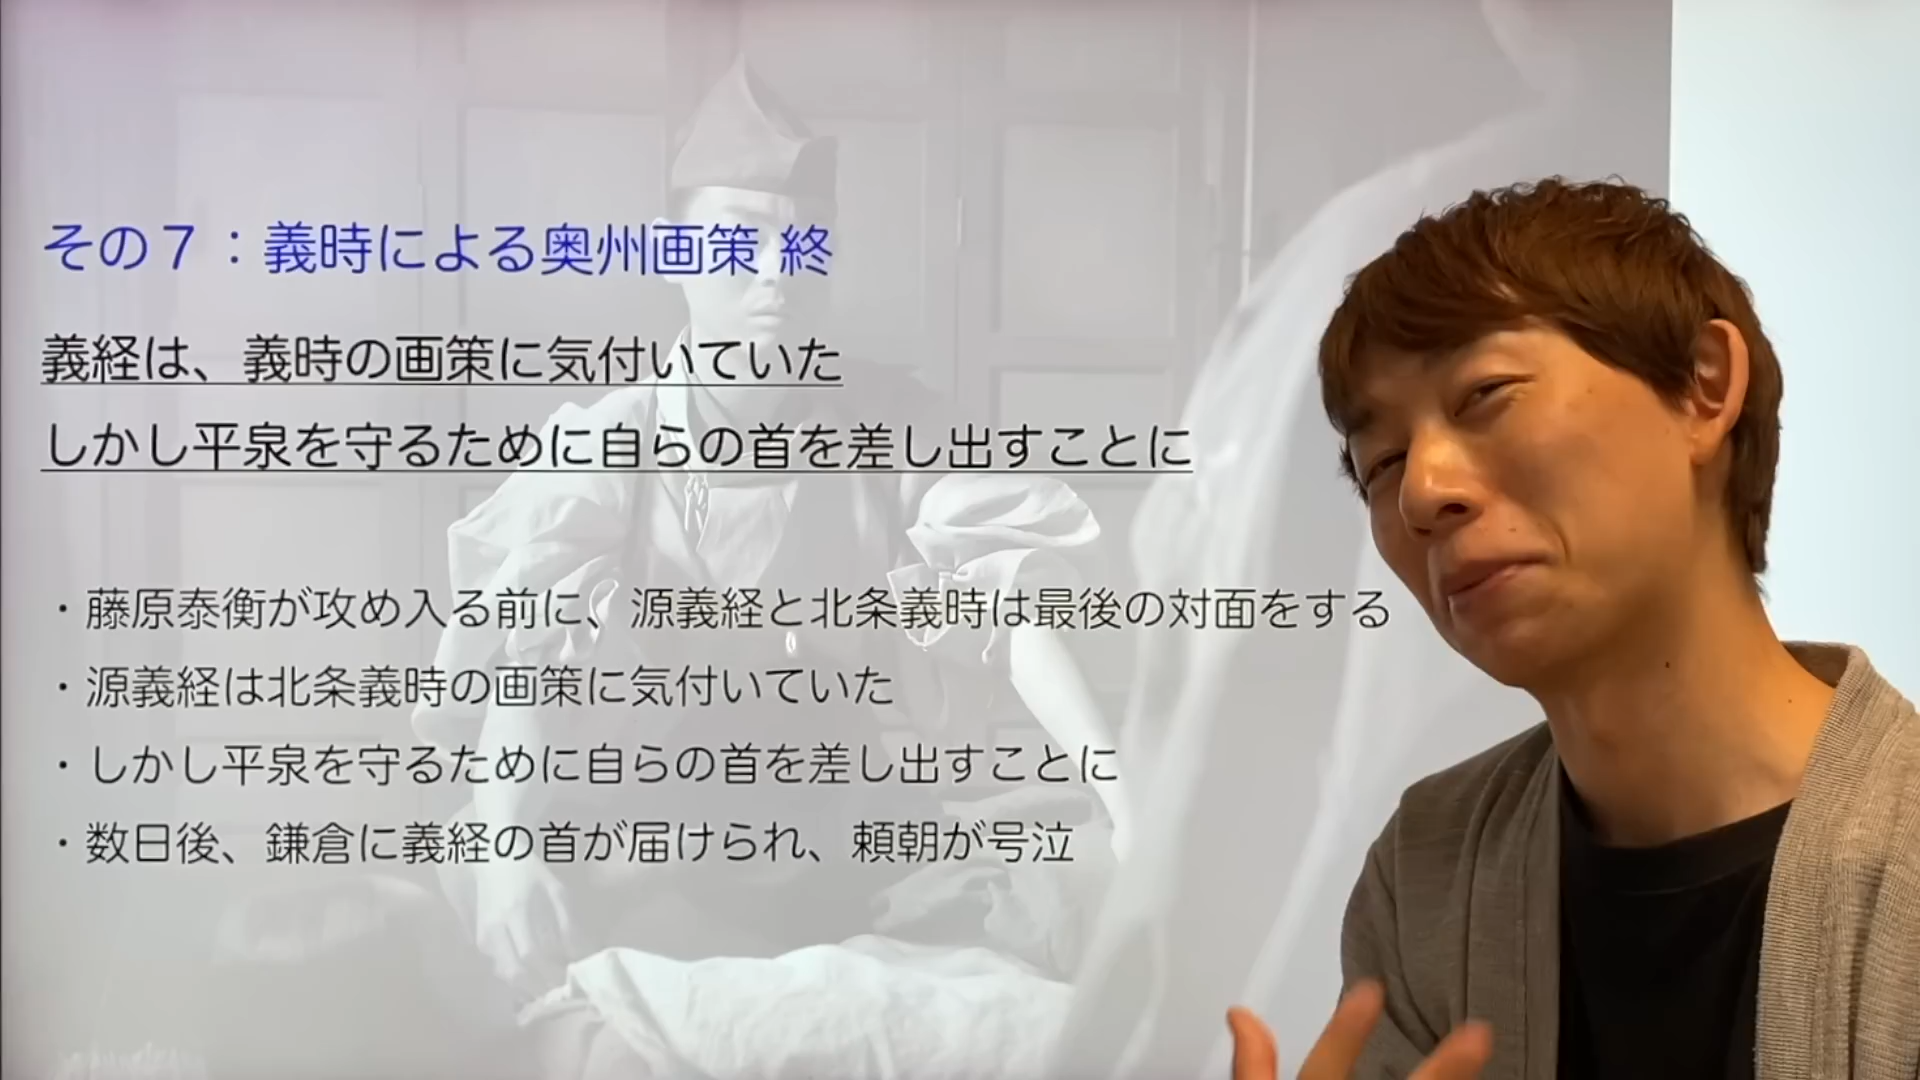 その７：義時による奥州画策 終
義経は、義時の画策に気付いていた
しかし平泉を守るために自らの首を差し出すことに
・藤原泰衡が攻め入る前に、源義経と北条義時は最後の対面をする
・源義経は北条義時の画策に気付いていた
・しかし平泉を守るために自らの首を差し出すことに
・数日後、鎌倉に義経の首が届けられ、頼朝が号泣